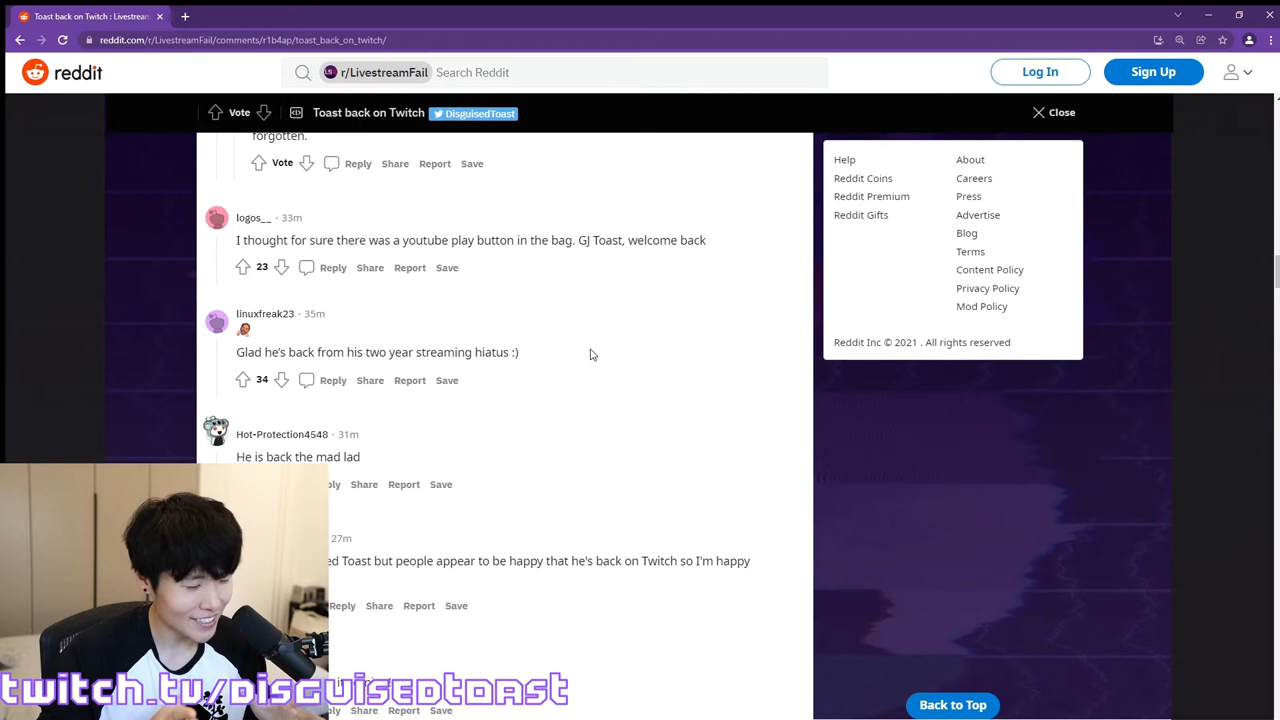 Toast back on Twitch : Livestream
reddit.com/r/LivestreamFail/comments/r1b4ap/toast_back_on_twitch/
reddit
r/LivestreamFail Search Reddit
Log In
Sign Up
Vote
Toast back on Twitch
DisguisedToast
Close
forgotten.
Vote Reply Share Report Save
logos__ · 33m
I thought for sure there was a youtube play button in the bag. GJ Toast, welcome back
23 Reply Share Report Save
linuxfreak23 · 35m
Glad he's back from his two year streaming hiatus :)
34 Reply Share Report Save
Hot-Protection4548 · 31m
He is back the mad lad
ply Share Report Save
27m
ed Toast but people appear to be happy that he's back on Twitch so I'm happy
Reply Share Report Save
Share Report Save
twitch.tv/disguisedtoast
Help
Reddit Coins
Reddit Premium
Reddit Gifts
About
Careers
Press
Advertise
Blog
Terms
Content Policy
Privacy Policy
Mod Policy
Reddit Inc © 2021 . All rights reserved
Back to Top